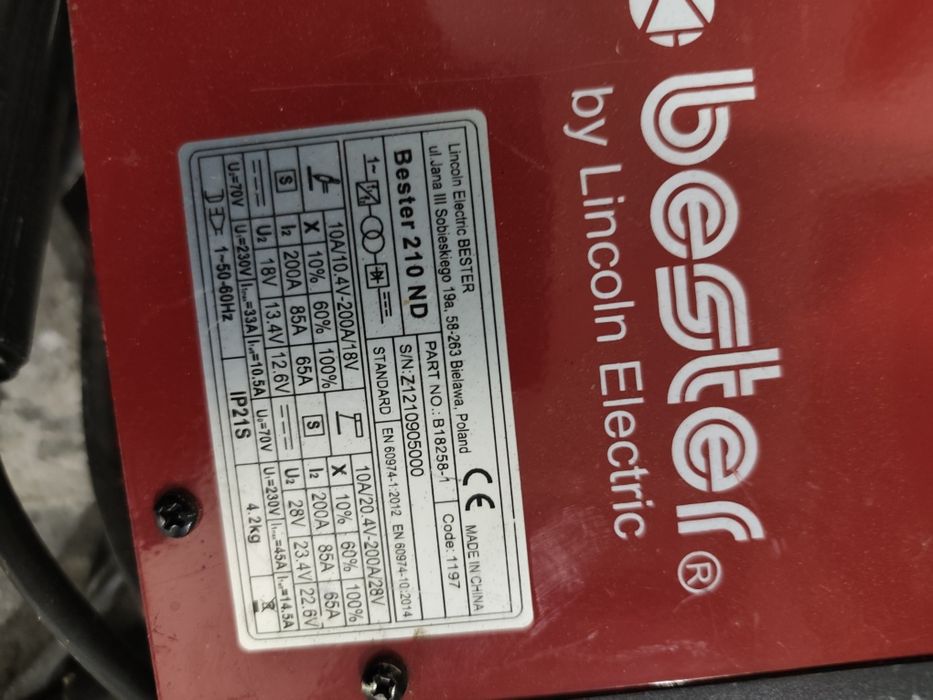 bester®
by Lincoln Electric
Lincoln Electric BESTER
ul.Jana III Sobieskiego 19a, 58-263 Bielawa, Poland
CE MADE IN CHINA
Bester 210 ND
PART NO.: B18258-1 Code: 1197
S/N:Z1210905000
1~
STANDARD EN 60974-1:2012 EN 60974-10:2014
10A/10.4V-200A/18V 10A/20.4V-200A/28V
X 10% 60% 100% X 10% 60% 100%
S I2 200A 85A 65A S I2 200A 85A 65A
U2 18V 13.4V 12.6V U2 28V 23.4V 22.6V
U0=70V U1=230V I1max=33A I1eff=10.5A U0=70V U1=230V I1max=45A I1eff=14.5A
1~50-60Hz IP21S 4.2kg